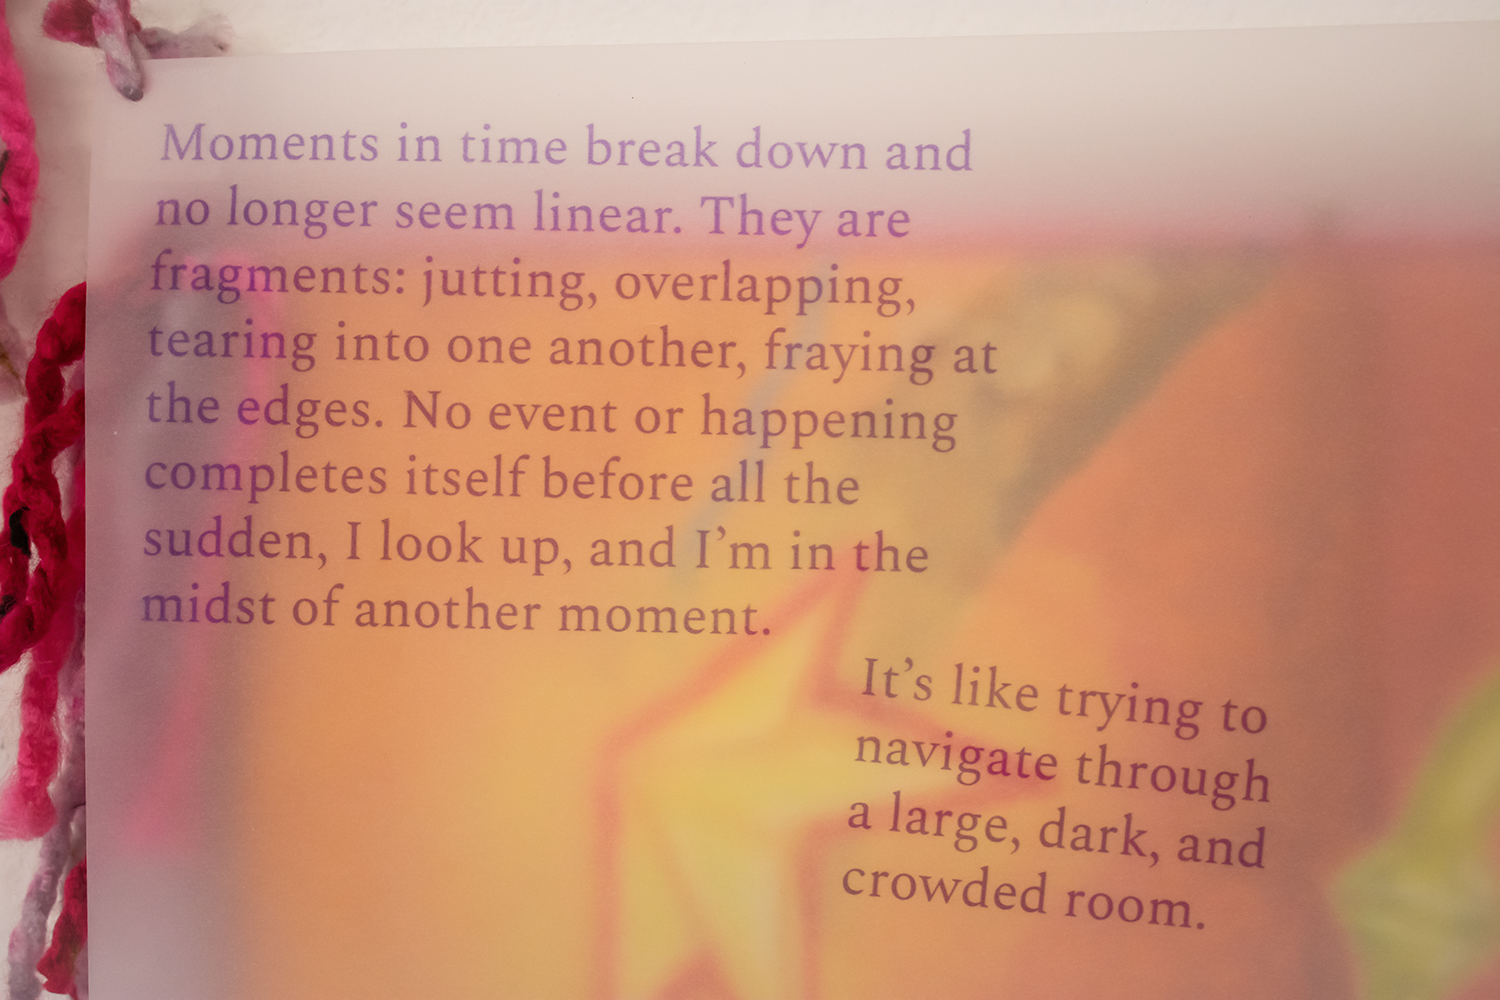 Moments in time break down and
no longer seem linear. They are
fragments: jutting, overlapping,
tearing into one another, fraying at
the edges. No event or happening
completes itself before all the
sudden, I look up, and I’m in the
midst of another moment.
It’s like trying to
navigate through
a large, dark, and
crowded room.